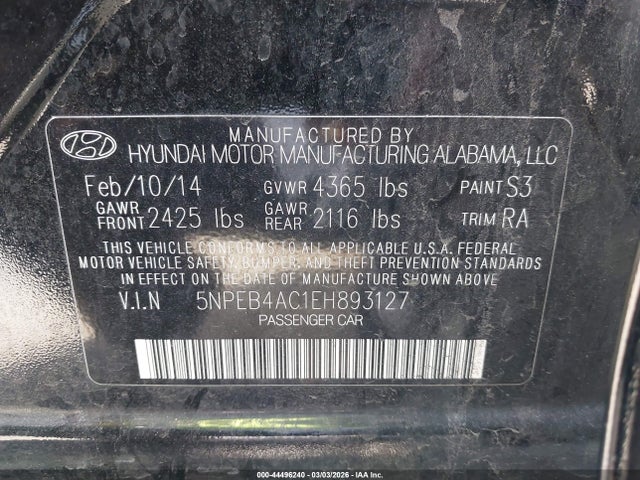 MANUFACTURED BY
HYUNDAI MOTOR MANUFACTURING ALABAMA, LLC
Feb/10/14 GVWR 4365 lbs PAINT S3
GAWR FRONT 2425 lbs GAWR REAR 2116 lbs TRIM RA
THIS VEHICLE CONFORMS TO ALL APPLICABLE U.S.A. FEDERAL
MOTOR VEHICLE SAFETY, BUMPER, AND THEFT PREVENTION STANDARDS
IN EFFECT ON THE DATE OF MANUFACTURE SHOWN ABOVE
V.I.N 5NPEB4AC1EH893127
PASSENGER CAR
000-44496240 - 03/03/2026 - IAA Inc.